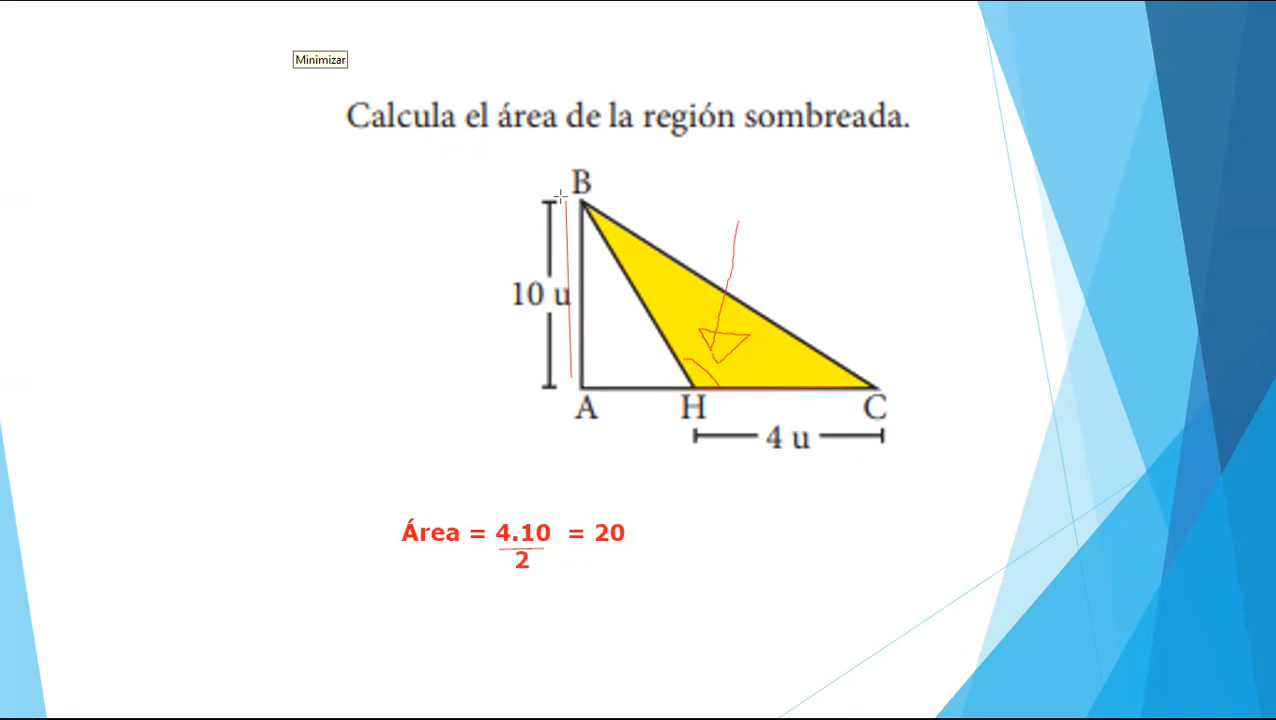 Minimizar
Calcula el área de la región sombreada.
B
10 u
A H C
4 u
Área = 4.10 = 20
2